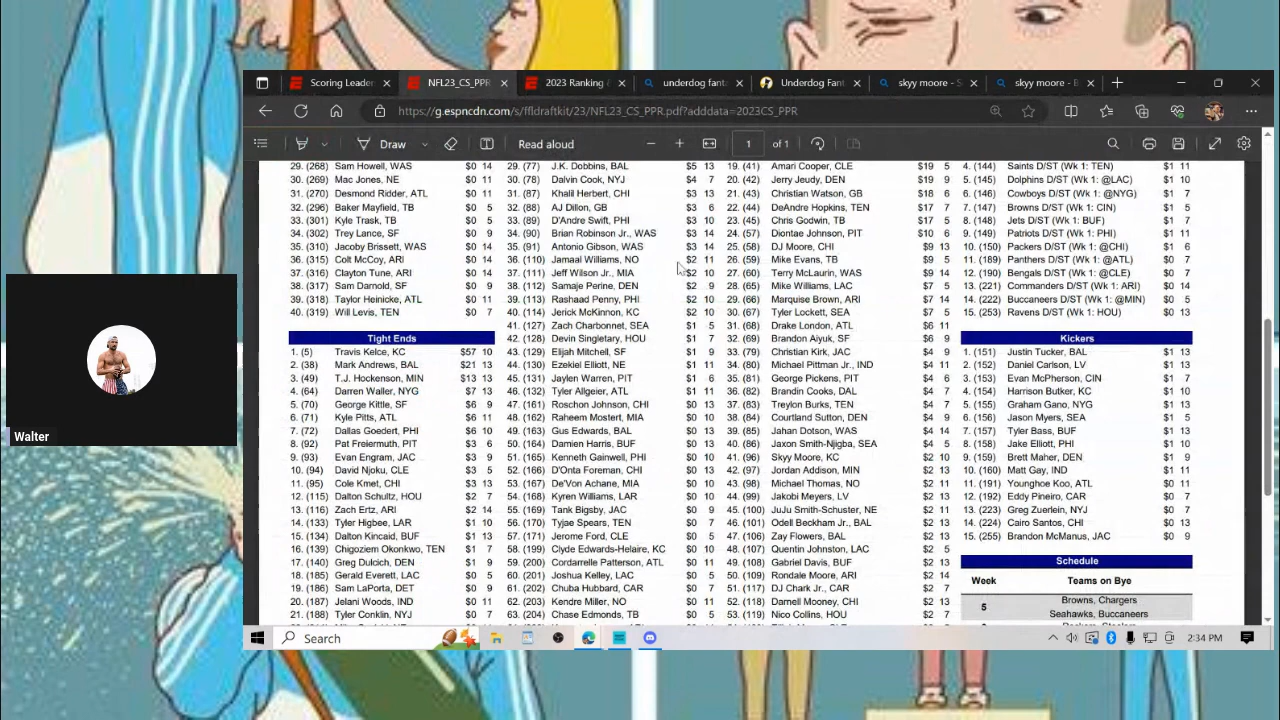 Scoring Leader
NFL23_CS_PPR
2023 Ranking
underdog fant
Underdog Fant
skyy moore - S
skyy moore - B
https://g.espncdn.com/s/ffldraftkit/23/NFL23_CS_PPR.pdf?adddata=2023CS_PPR
Draw
Read aloud
1
of 1
29. (268) Sam Howell, WAS $0 14
30. (269) Mac Jones, NE $0 11
31. (270) Desmond Ridder, ATL $0 11
32. (296) Baker Mayfield, TB $0 5
33. (301) Kyle Trask, TB $0 5
34. (302) Trey Lance, SF $0 9
35. (310) Jacoby Brissett, WAS $0 14
36. (315) Colt McCoy, ARI $0 14
37. (316) Clayton Tune, ARI $0 14
38. (317) Sam Darnold, SF $0 9
39. (318) Taylor Heinicke, ATL $0 11
40. (319) Will Levis, TEN $0 7
Tight Ends
1. (5) Travis Kelce, KC $57 10
2. (38) Mark Andrews, BAL $21 13
3. (49) T.J. Hockenson, MIN $13 13
4. (64) Darren Waller, NYG $7 13
5. (70) George Kittle, SF $6 9
6. (71) Kyle Pitts, ATL $6 11
7. (72) Dallas Goedert, PHI $6 10
8. (92) Pat Freiermuth, PIT $3 6
9. (93) Evan Engram, JAC $3 9
10. (94) David Njoku, CLE $3 5
11. (95) Cole Kmet, CHI $3 13
12. (115) Dalton Schultz, HOU $2 7
13. (116) Zach Ertz, ARI $2 14
14. (133) Tyler Higbee, LAR $1 10
15. (134) Dalton Kincaid, BUF $1 13
16. (139) Chigoziem Okonkwo, TEN $1 7
17. (140) Greg Dulcich, DEN $1 9
18. (185) Gerald Everett, LAC $0 5
19. (186) Sam LaPorta, DET $0 9
20. (187) Jelani Woods, IND $0 11
21. (188) Tyler Conklin, NYJ $0 7
29. (77) J.K. Dobbins, BAL $5 13
30. (78) Dalvin Cook, NYJ $4 7
31. (87) Khalil Herbert, CHI $3 13
32. (88) AJ Dillon, GB $3 6
33. (89) D'Andre Swift, PHI $3 10
34. (90) Brian Robinson Jr., WAS $3 14
35. (91) Antonio Gibson, WAS $3 14
36. (110) Jamaal Williams, NO $2 11
37. (111) Jeff Wilson Jr., MIA $2 10
38. (112) Samaje Perine, DEN $2 9
39. (113) Rashaad Penny, PHI $2 10
40. (114) Jerick McKinnon, KC $2 10
41. (127) Zach Charbonnet, SEA $1 5
42. (128) Devin Singletary, HOU $1 7
43. (129) Elijah Mitchell, SF $1 9
44. (130) Ezekiel Elliott, NE $1 11
45. (131) Jaylen Warren, PIT $1 6
46. (132) Tyler Allgeier, ATL $1 11
47. (161) Roschon Johnson, CHI $0 13
48. (162) Raheem Mostert, MIA $0 10
49. (163) Gus Edwards, BAL $0 13
50. (164) Damien Harris, BUF $0 13
51. (165) Kenneth Gainwell, PHI $0 10
52. (166) D'Onta Foreman, CHI $0 13
53. (167) De'Von Achane, MIA $0 10
54. (168) Kyren Williams, LAR $0 10
55. (169) Tank Bigsby, JAC $0 9
56. (170) Tyjae Spears, TEN $0 7
57. (171) Jerome Ford, CLE $0 5
58. (199) Clyde Edwards-Helaire, KC $0 10
59. (200) Cordarrelle Patterson, ATL $0 11
60. (201) Joshua Kelley, LAC $0 5
61. (202) Chuba Hubbard, CAR $0 7
62. (203) Kendre Miller, NO $0 11
63. (204) Chase Edmonds, TB $0 5
19. (41) Amari Cooper, CLE $19 5
20. (42) Jerry Jeudy, DEN $19 9
21. (43) Christian Watson, GB $18 6
22. (44) DeAndre Hopkins, TEN $17 7
23. (45) Chris Godwin, TB $17 5
24. (57) Diontae Johnson, PIT $10 6
25. (58) DJ Moore, CHI $9 13
26. (59) Mike Evans, TB $9 5
27. (60) Terry McLaurin, WAS $9 14
28. (65) Mike Williams, LAC $7 5
29. (66) Marquise Brown, ARI $7 14
30. (67) Tyler Lockett, SEA $7 5
31. (68) Drake London, ATL $6 11
32. (69) Brandon Aiyuk, SF $6 9
33. (79) Christian Kirk, JAC $4 9
34. (80) Michael Pittman Jr., IND $4 11
35. (81) George Pickens, PIT $4 6
36. (82) Brandin Cooks, DAL $4 7
37. (83) Treylon Burks, TEN $4 7
38. (84) Courtland Sutton, DEN $4 9
39. (85) Jahan Dotson, WAS $4 14
40. (86) Jaxon Smith-Njigba, SEA $4 5
41. (96) Skyy Moore, KC $2 10
42. (97) Jordan Addison, MIN $2 13
43. (98) Michael Thomas, NO $2 11
44. (99) Jakobi Meyers, LV $2 13
45. (100) JuJu Smith-Schuster, NE $2 11
46. (101) Odell Beckham Jr., BAL $2 13
47. (106) Zay Flowers, BAL $2 13
48. (107) Quentin Johnston, LAC $2 5
49. (108) Gabriel Davis, BUF $2 13
50. (109) Rondale Moore, ARI $2 14
51. (117) DJ Chark Jr., CAR $2 7
52. (118) Darnell Mooney, CHI $2 13
53. (119) Nico Collins, HOU $2 7
4. (144) Saints D/ST (Wk 1: TEN) $1 11
5. (145) Dolphins D/ST (Wk 1: @LAC) $1 10
6. (146) Cowboys D/ST (Wk 1: @NYG) $1 7
7. (147) Browns D/ST (Wk 1: CIN) $1 5
8. (148) Jets D/ST (Wk 1: BUF) $1 7
9. (149) Patriots D/ST (Wk 1: PHI) $1 11
10. (150) Packers D/ST (Wk 1: @CHI) $1 6
11. (189) Panthers D/ST (Wk 1: @ATL) $0 7
12. (190) Bengals D/ST (Wk 1: @CLE) $0 7
13. (221) Commanders D/ST (Wk 1: ARI) $0 14
14. (222) Buccaneers D/ST (Wk 1: @MIN) $0 5
15. (253) Ravens D/ST (Wk 1: HOU) $0 13
Kickers
1. (151) Justin Tucker, BAL $1 13
2. (152) Daniel Carlson, LV $1 13
3. (153) Evan McPherson, CIN $1 7
4. (154) Harrison Butker, KC $1 10
5. (155) Graham Gano, NYG $1 13
6. (156) Jason Myers, SEA $1 5
7. (157) Tyler Bass, BUF $1 13
8. (158) Jake Elliott, PHI $1 10
9. (159) Brett Maher, DEN $1 9
10. (160) Matt Gay, IND $1 11
11. (191) Younghoe Koo, ATL $0 11
12. (192) Eddy Pineiro, CAR $0 7
13. (223) Greg Zuerlein, NYJ $0 7
14. (224) Cairo Santos, CHI $0 13
15. (255) Brandon McManus, JAC $0 9
Schedule
Week Teams on Bye
5
Browns, Chargers
Seahawks, Buccaneers
Walter
Search
2:34 PM